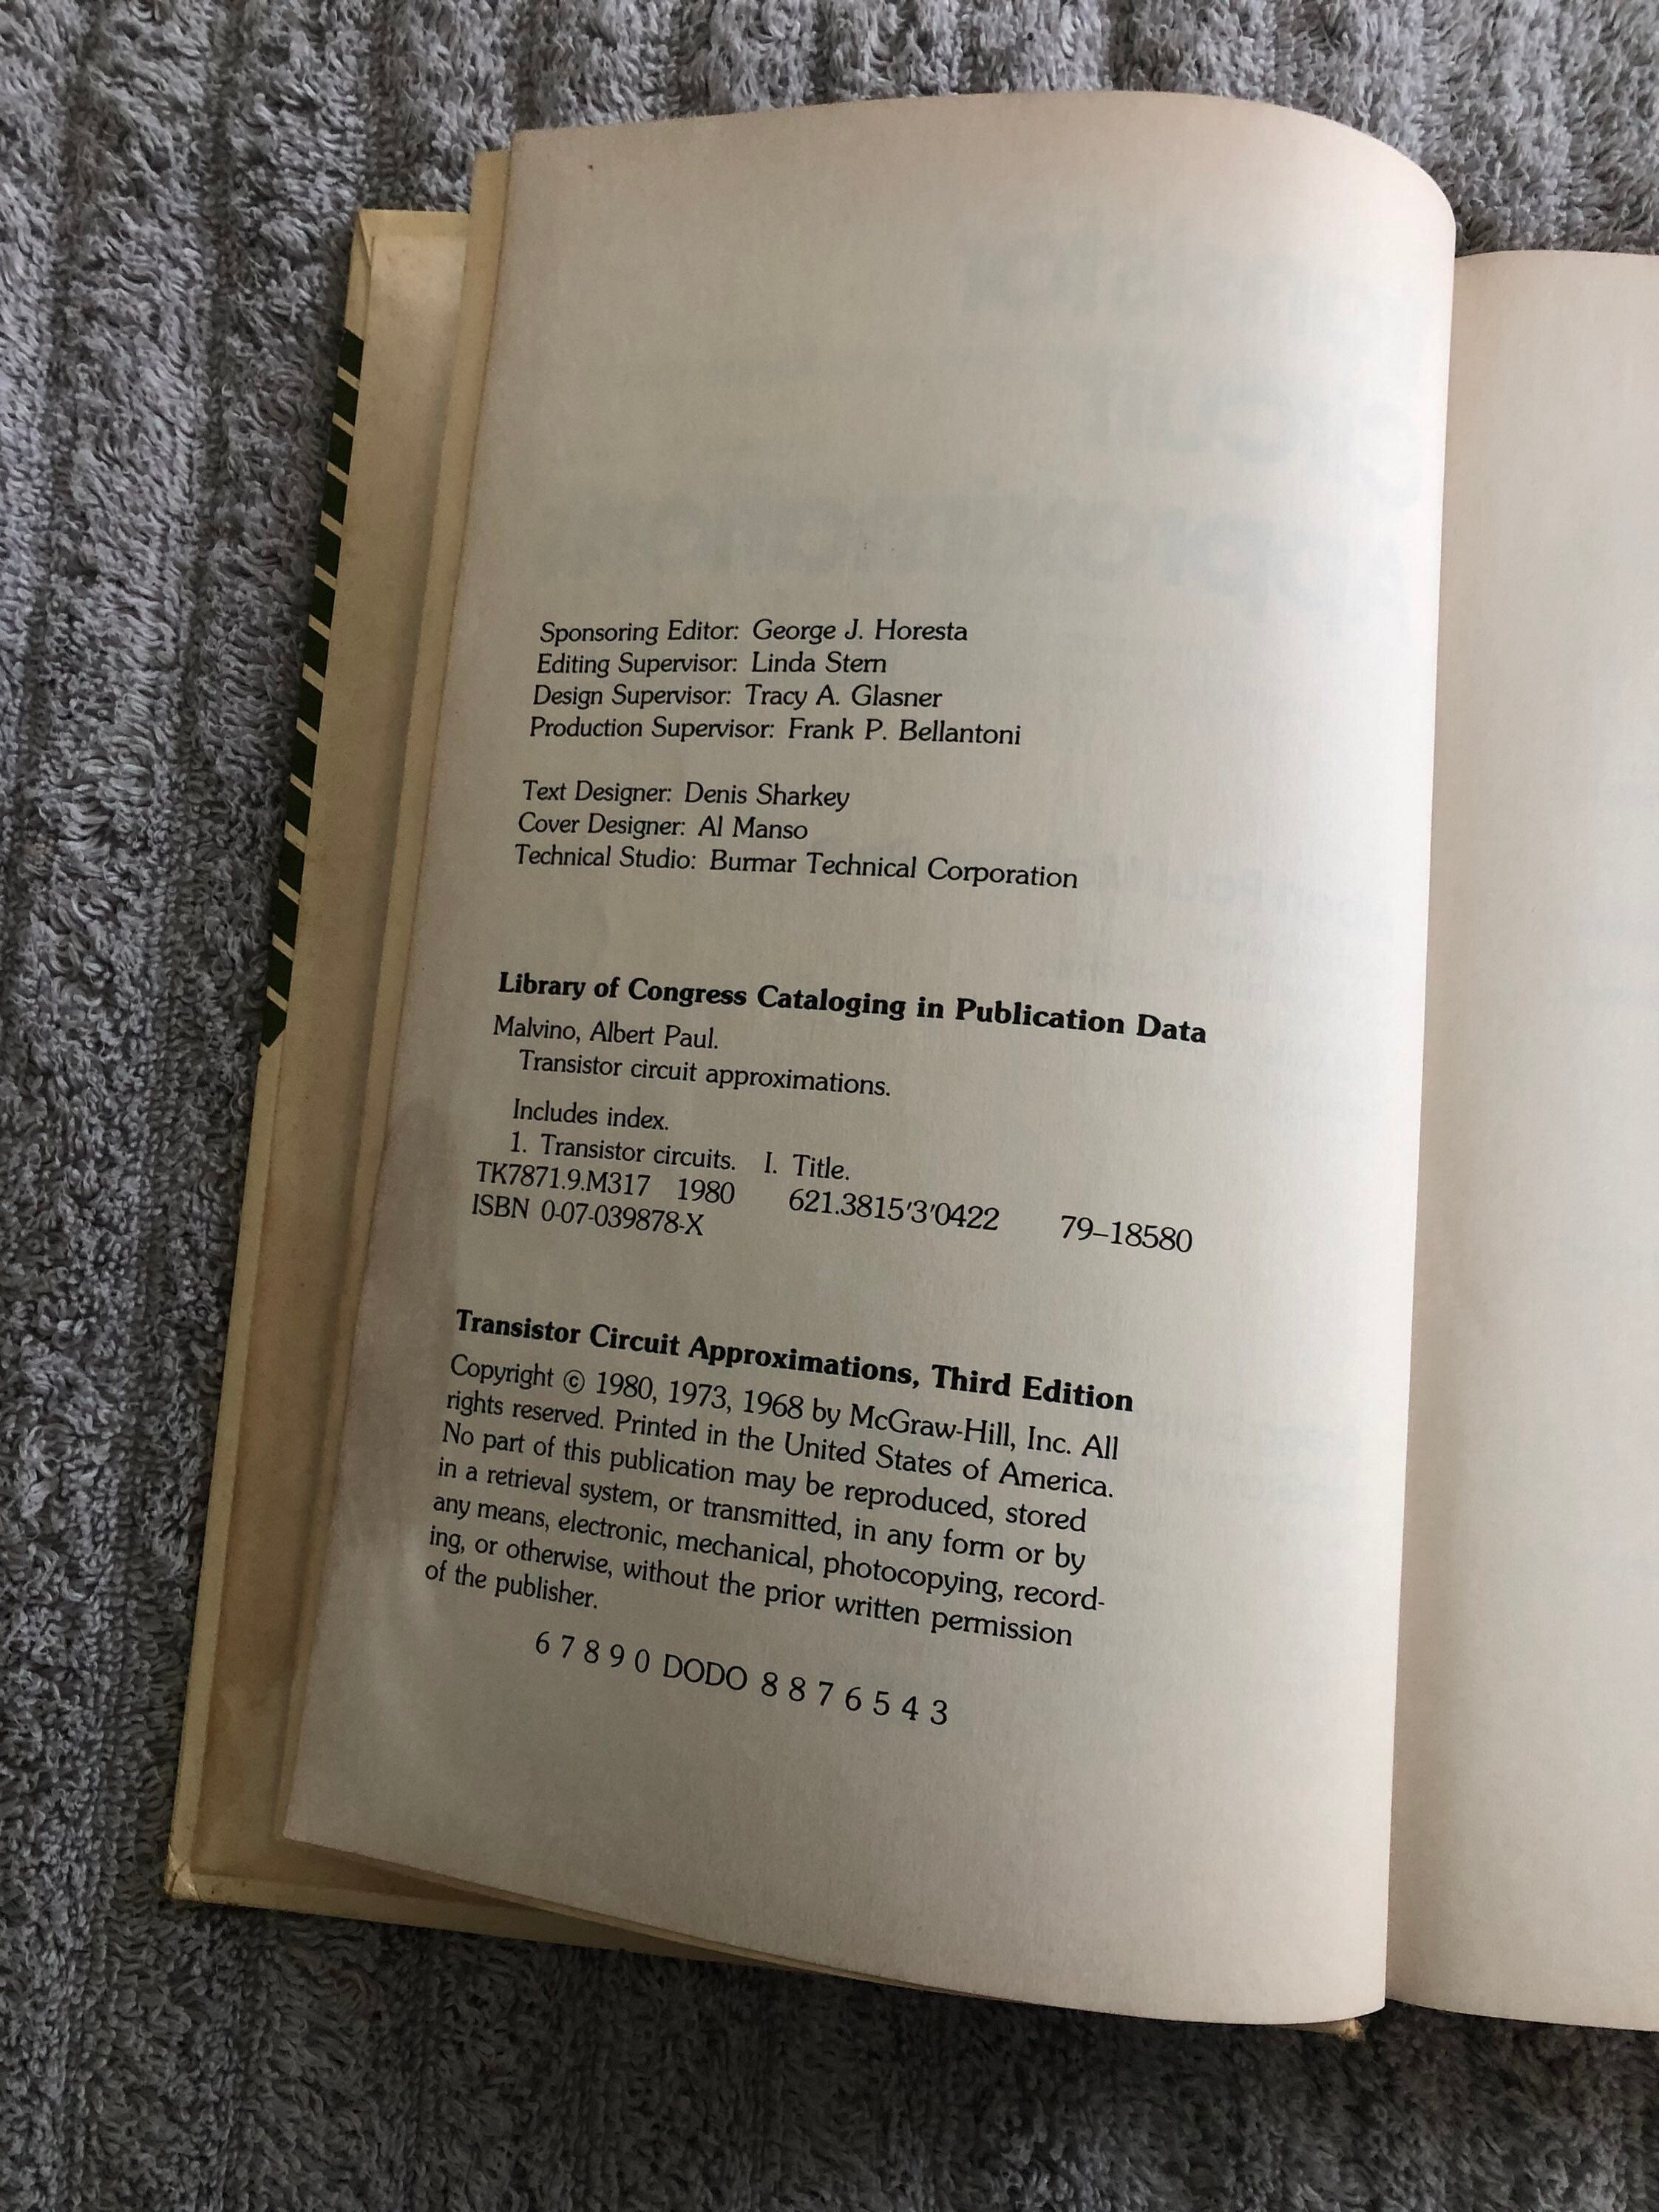 Sponsoring Editor: George J. Horesta
Editing Supervisor: Linda Stern
Design Supervisor: Tracy A. Glasner
Production Supervisor: Frank P. Bellantoni
Text Designer: Denis Sharkey
Cover Designer: Al Manso
Technical Studio: Burmar Technical Corporation
Library of Congress Cataloging in Publication Data
Malvino, Albert Paul.
Transistor circuit approximations.
Includes index.
1. Transistor circuits. I. Title.
TK7871.9.M317 1980 621.3815'3'0422 79–18580
ISBN 0-07-039878-X
Transistor Circuit Approximations, Third Edition
Copyright © 1980, 1973, 1968 by McGraw-Hill, Inc. All
rights reserved. Printed in the United States of America.
No part of this publication may be reproduced, stored
in a retrieval system, or transmitted, in any form or by
any means, electronic, mechanical, photocopying, record-
ing, or otherwise, without the prior written permission
of the publisher.
6 7 8 9 0 DODO 8 8 7 6 5 4 3